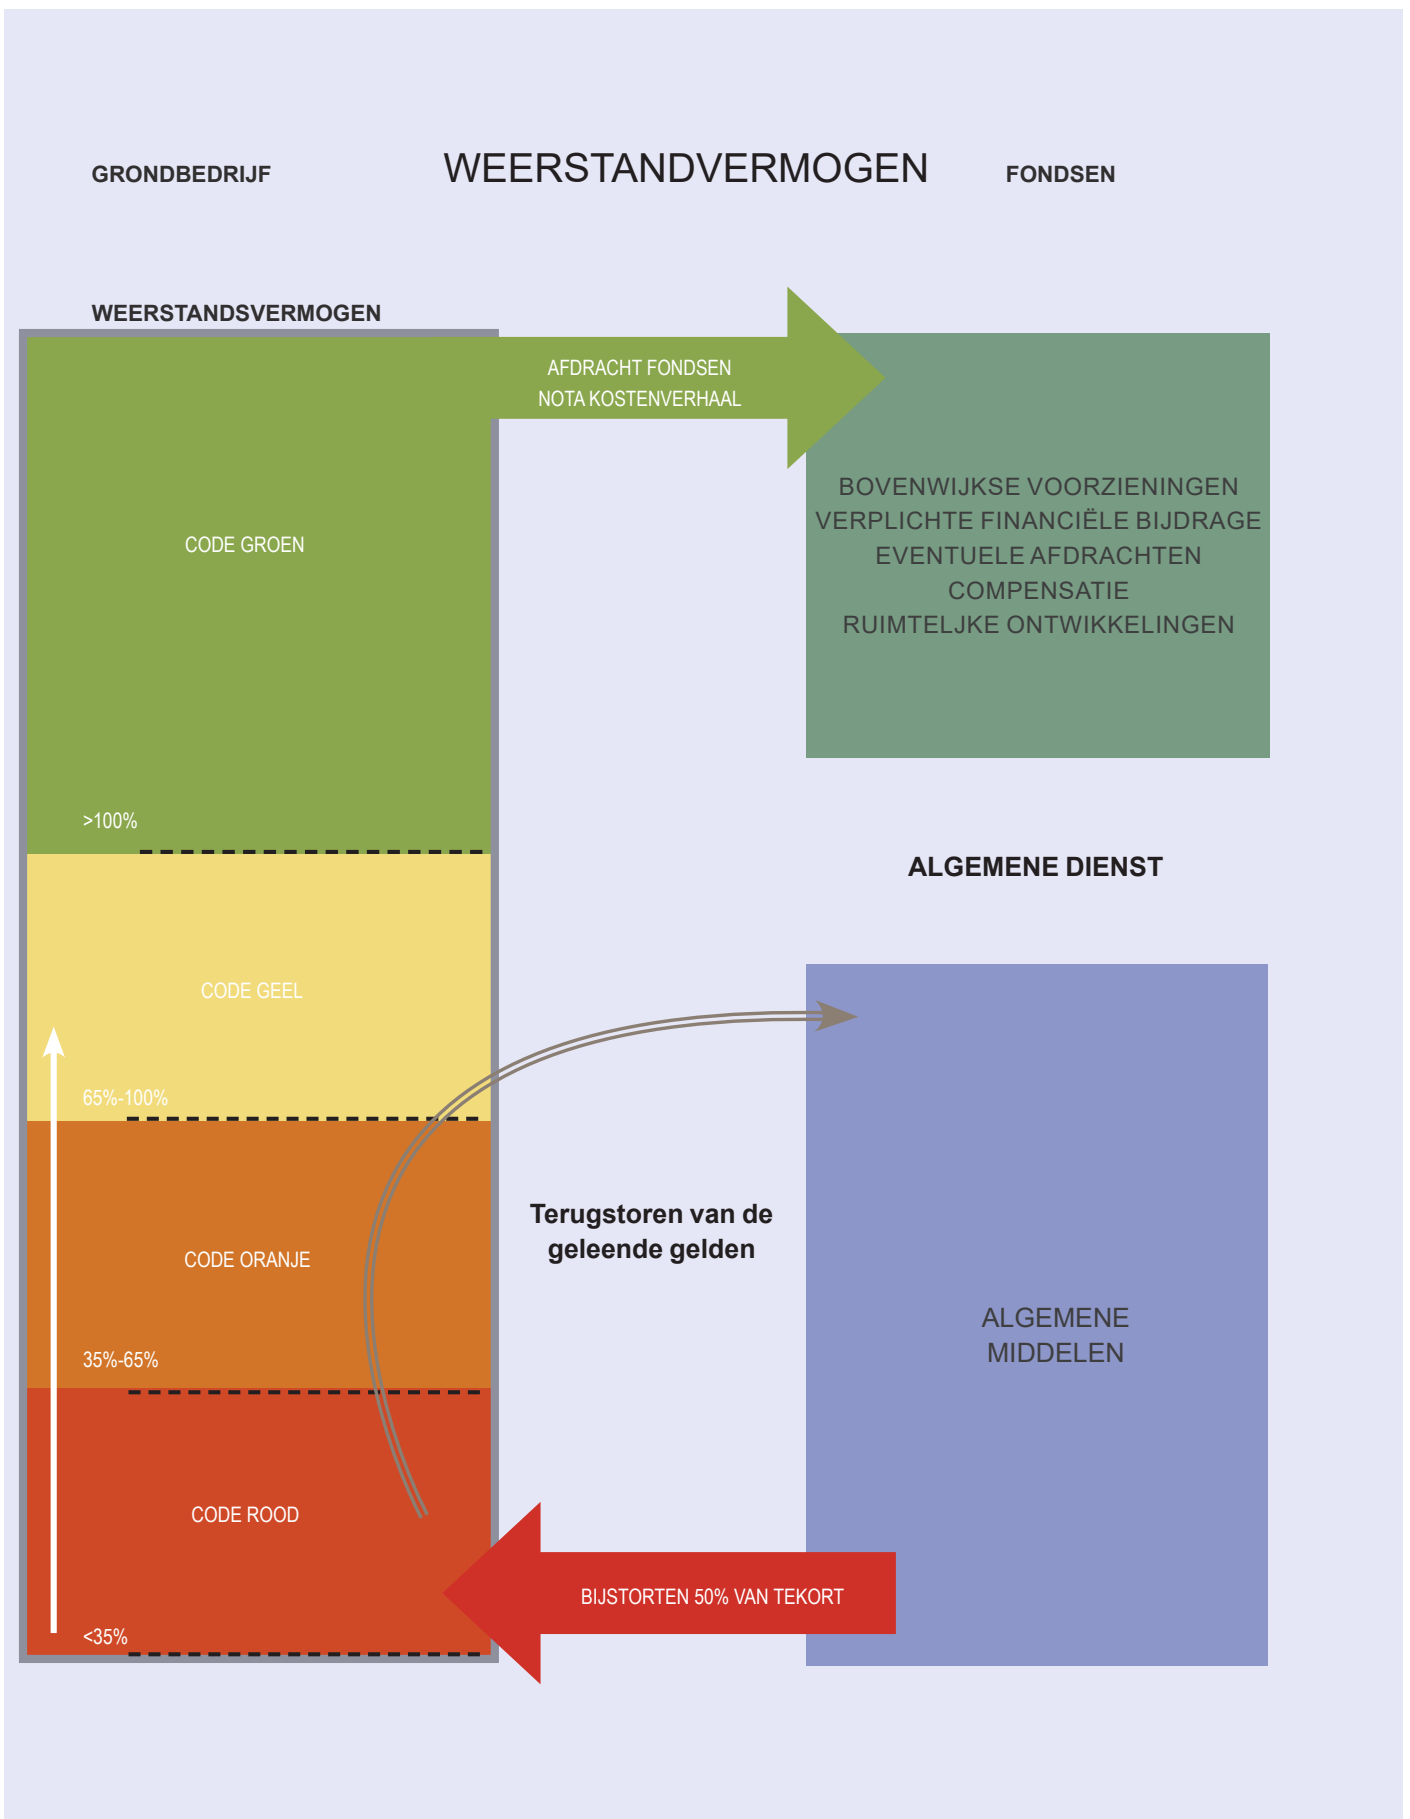 GRONDBEDRIJF
WEERSTANDVERMOGEN
FONDSEN
WEERSTANDSVERMOGEN
AFDRACHT FONDSEN
NOTA KOSTENVERHAAL
CODE GROEN
BOVENWIJKSE VOORZIENINGEN
VERPLICHTE FINANCIËLE BIJDRAGE
EVENTUELE AFDRACHTEN
COMPENSATIE
RUIMTELJKE ONTWIKKELINGEN
>100%
ALGEMENE DIENST
CODE GEEL
65%-100%
Terugstoren van de
geleende gelden
CODE ORANJE
ALGEMENE
MIDDELEN
35%-65%
CODE ROOD
BIJSTORTEN 50% VAN TEKORT
<35%